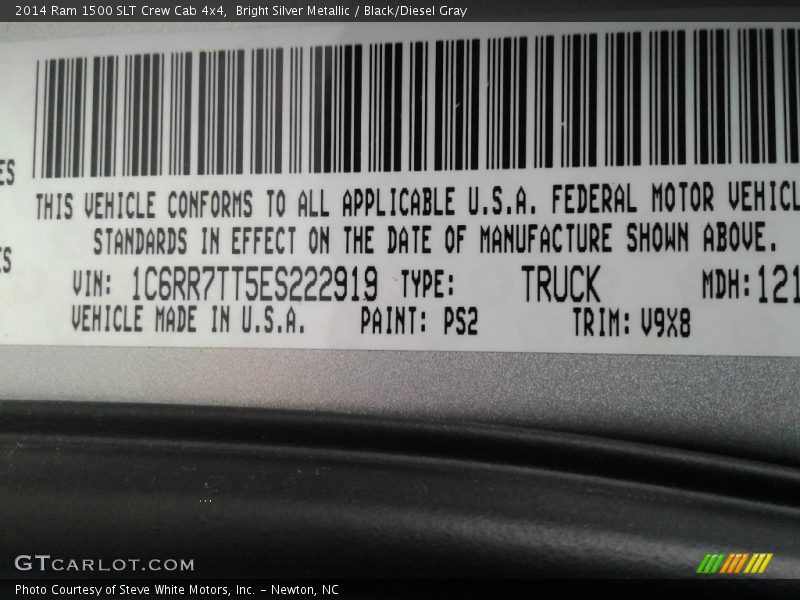 2014 Ram 1500 SLT Crew Cab 4x4, Bright Silver Metallic / Black/Diesel Gray
ES
THIS VEHICLE CONFORMS TO ALL APPLICABLE U.S.A. FEDERAL MOTOR VEHICL
ES
STANDARDS IN EFFECT ON THE DATE OF MANUFACTURE SHOWN ABOVE.
VIN: 1C6RR7TT5ES222919 TYPE: TRUCK MDH: 121
VEHICLE MADE IN U.S.A. PAINT: PS2 TRIM: V9X8
GTCARLOT.COM
Photo Courtesy of Steve White Motors, Inc. – Newton, NC